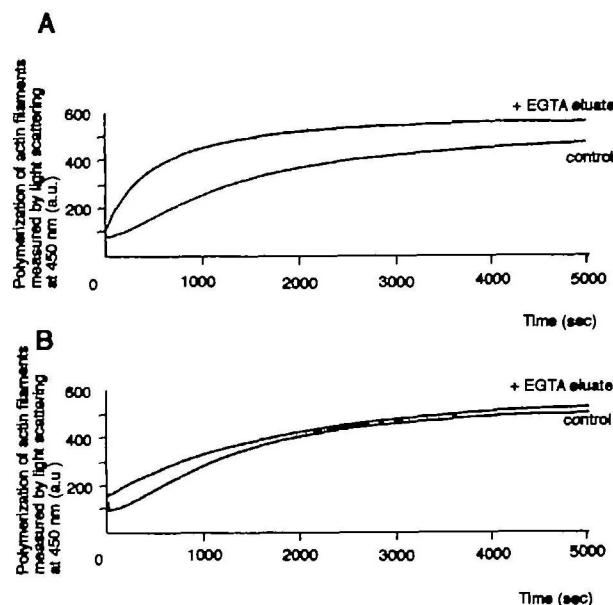 A
Polymerization of actin filaments
measured by light scattering
at 450 nm (a.u.)
600
400
200
+ EGTA eluate
control
0
1000
2000
3000
4000
5000
Time (sec)
B
Polymerization of actin filaments
measured by light scattering
at 450 nm (a.u.)
600
400
200
+ EGTA eluate
control
0
1000
2000
3000
4000
5000
Time (sec)